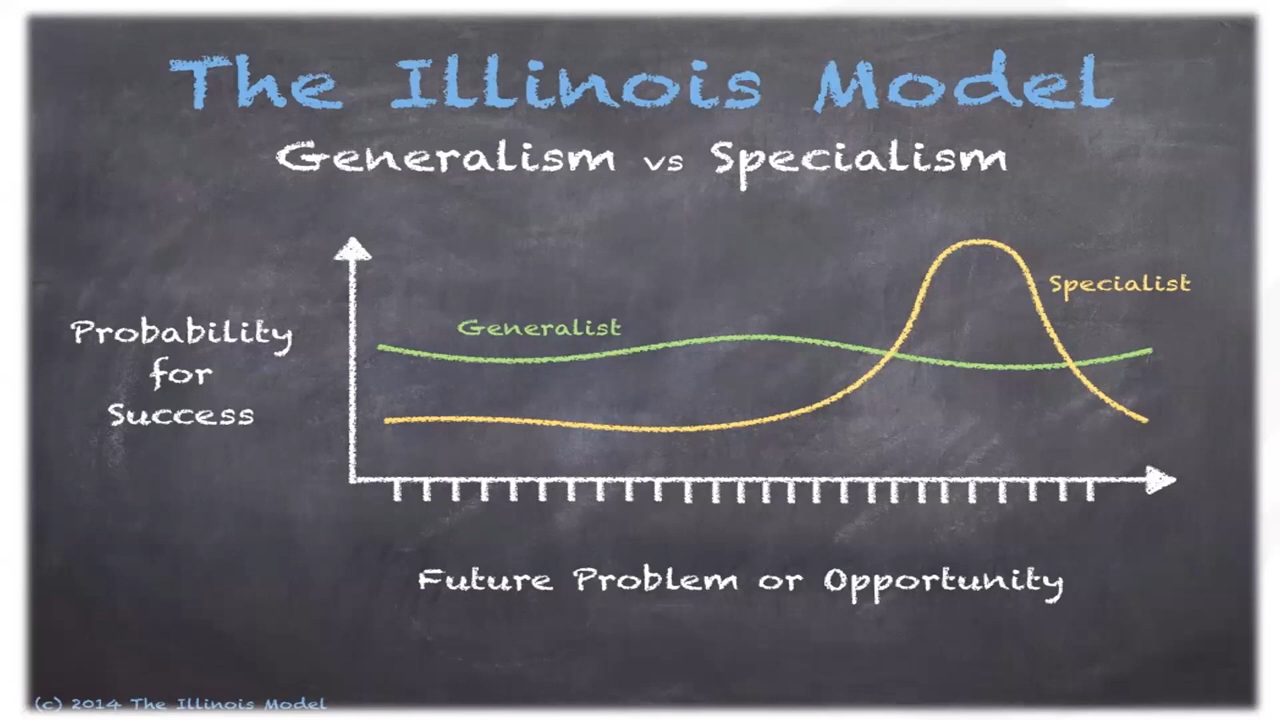 The Illinois Model
Generalism vs Specialism
Specialist
Generalist
Probability
for
Success
Future Problem or Opportunity
(c) 2014 The Illinois Model